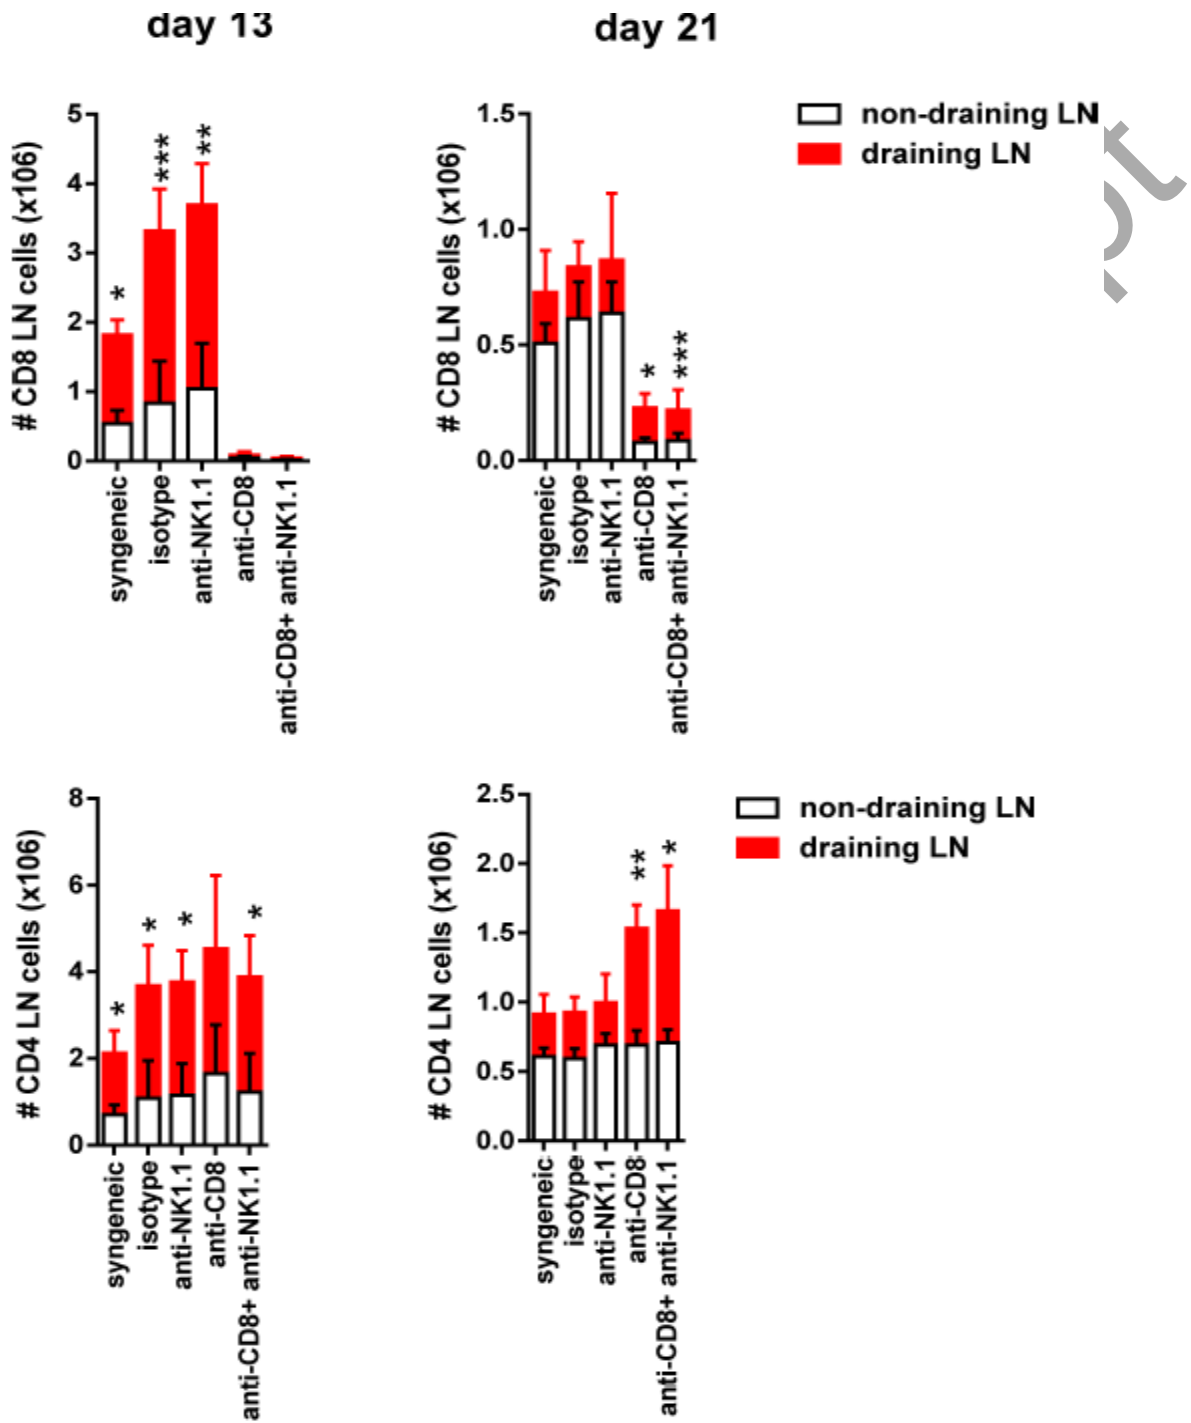 day 13
day 21
# CD8 LN cells (x106)
5
4
3
2
1
0
*
***
**
syngeneic
isotype
anti-NK1.1
anti-CD8
anti-CD8+ anti-NK1.1
# CD8 LN cells (x106)
1.5
1.0
0.5
0.0
*
***
syngeneic
isotype
anti-NK1.1
anti-CD8
anti-CD8+ anti-NK1.1
non-draining LN
draining LN
# CD4 LN cells (x106)
8
6
4
2
0
*
*
*
*
syngeneic
isotype
anti-NK1.1
anti-CD8
anti-CD8+ anti-NK1.1
# CD4 LN cells (x106)
2.5
2.0
1.5
1.0
0.5
0.0
**
*
syngeneic
isotype
anti-NK1.1
anti-CD8
anti-CD8+ anti-NK1.1
non-draining LN
draining LN